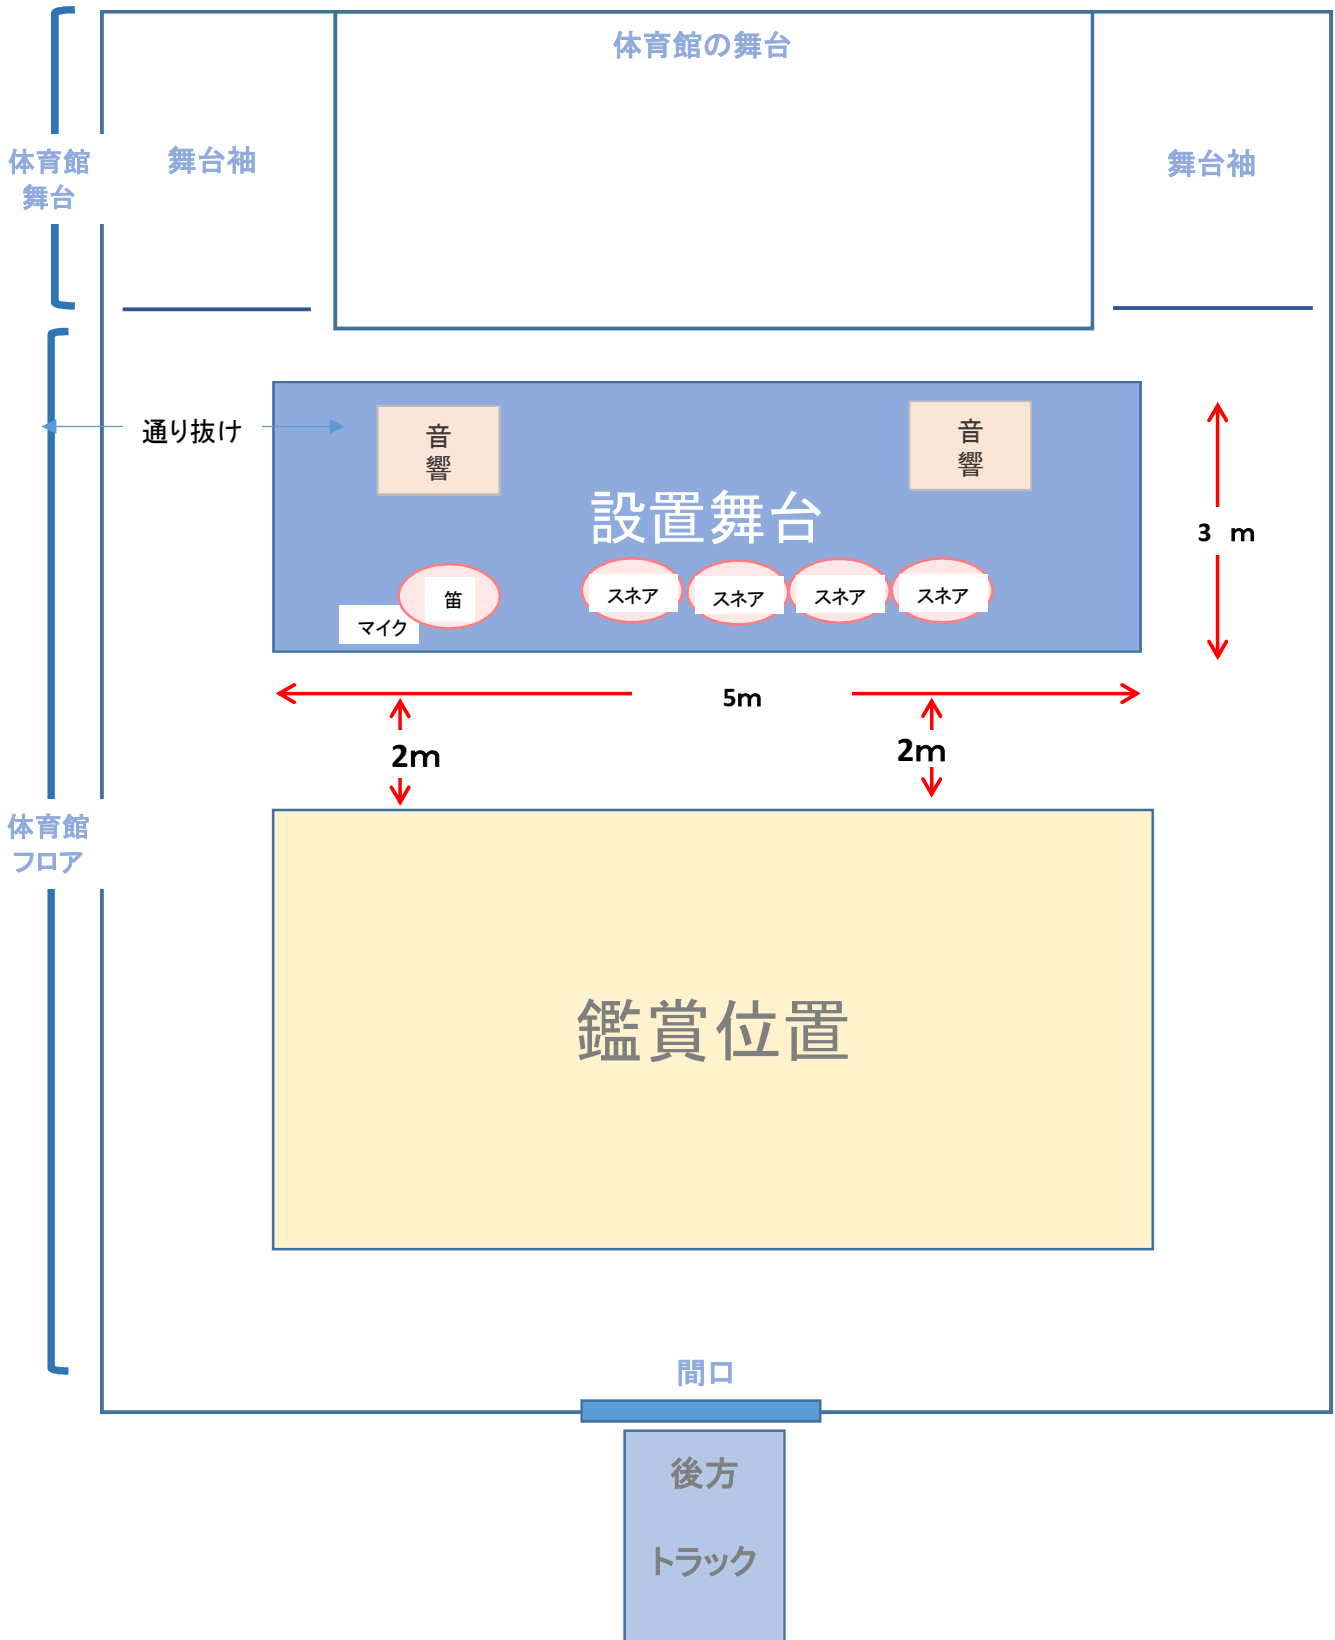 体育館の舞台
体育館
舞台
舞台袖
舞台袖
通り抜け
音
響
音
響
設置舞台
3　m
笛
スネア
スネア
スネア
スネア
マイク
5m
2m
2m
体育館
フロア
鑑賞位置
間口
後方
トラック